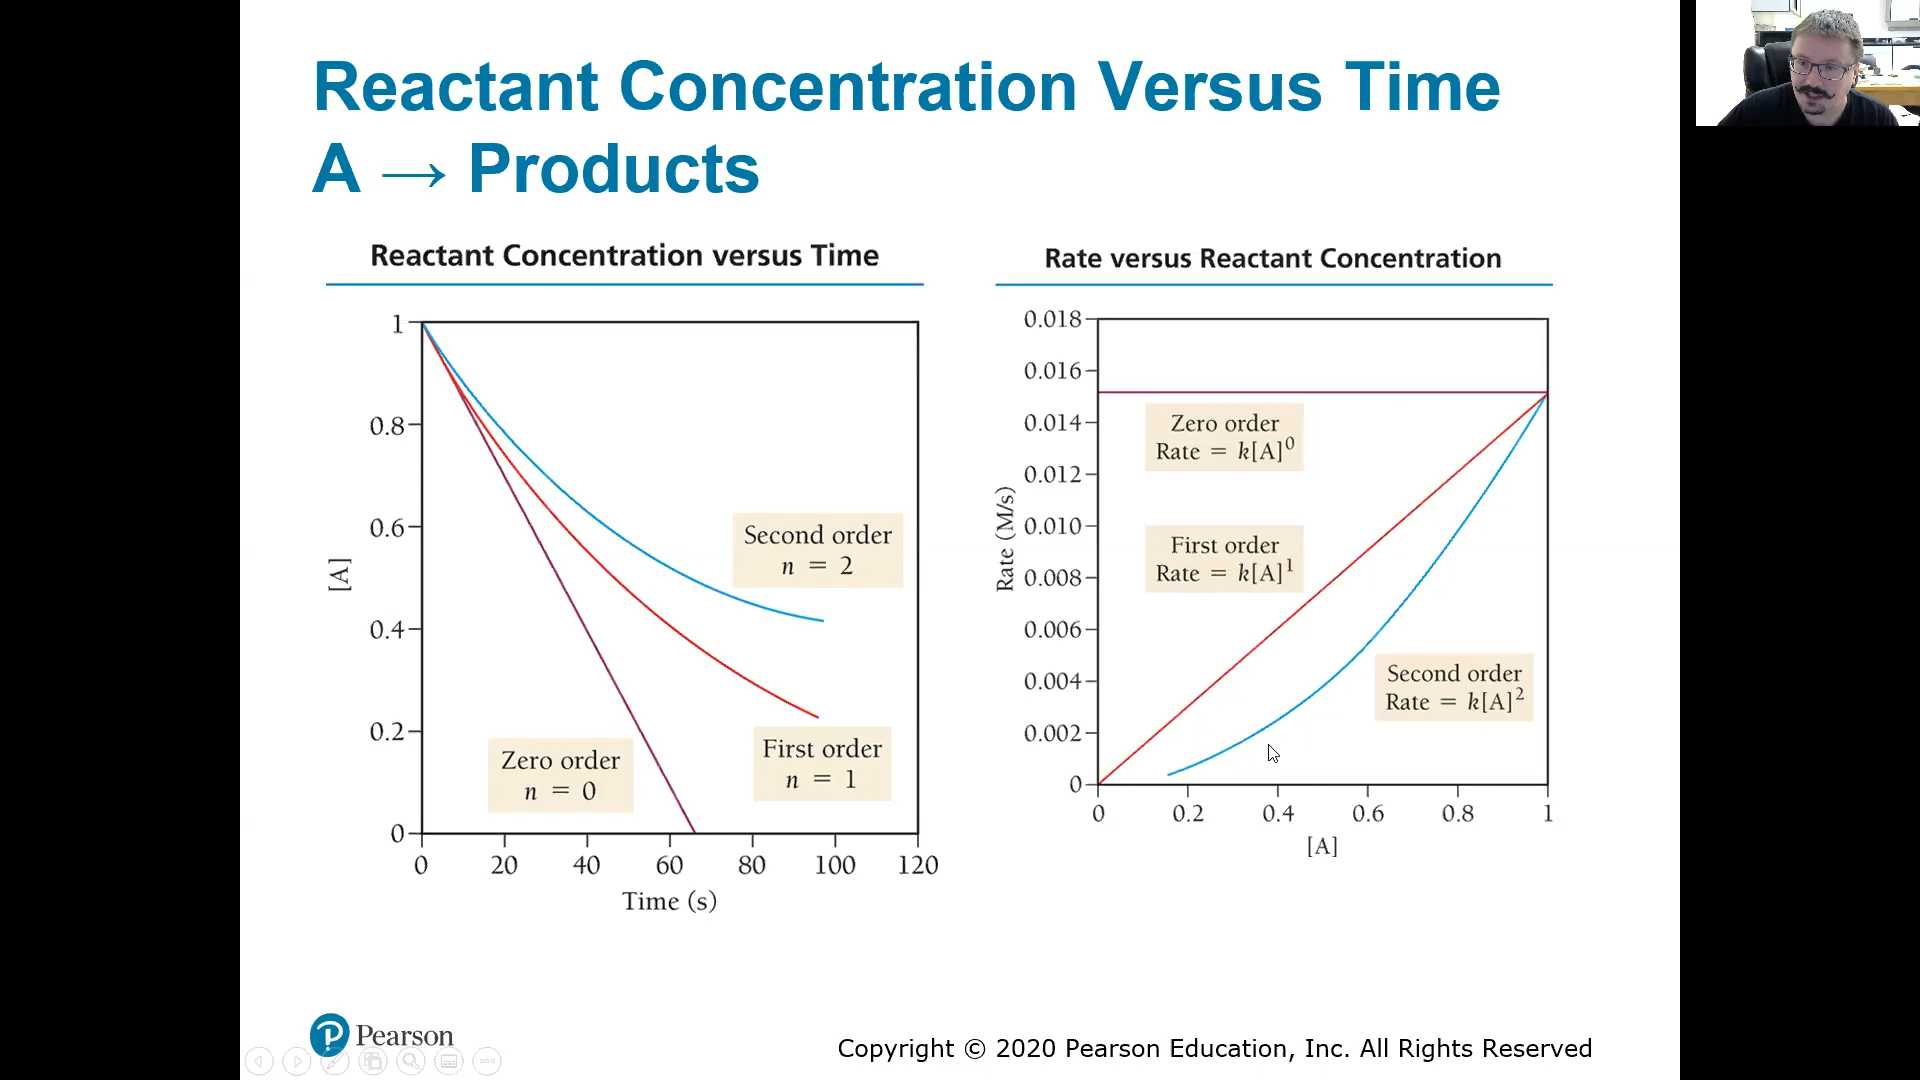 Reactant Concentration Versus Time
A → Products
Reactant Concentration versus Time
1
0.8
0.6
0.4
0.2
0
[A]
Second order
n = 2
First order
n = 1
Zero order
n = 0
0 20 40 60 80 100 120
Time (s)
Rate versus Reactant Concentration
0.018
0.016
0.014
0.012
0.010
0.008
0.006
0.004
0.002
0
Rate (M/s)
Zero order
Rate = k[A]⁰
First order
Rate = k[A]¹
Second order
Rate = k[A]²
0 0.2 0.4 0.6 0.8 1
[A]
P Pearson
Copyright © 2020 Pearson Education, Inc. All Rights Reserved